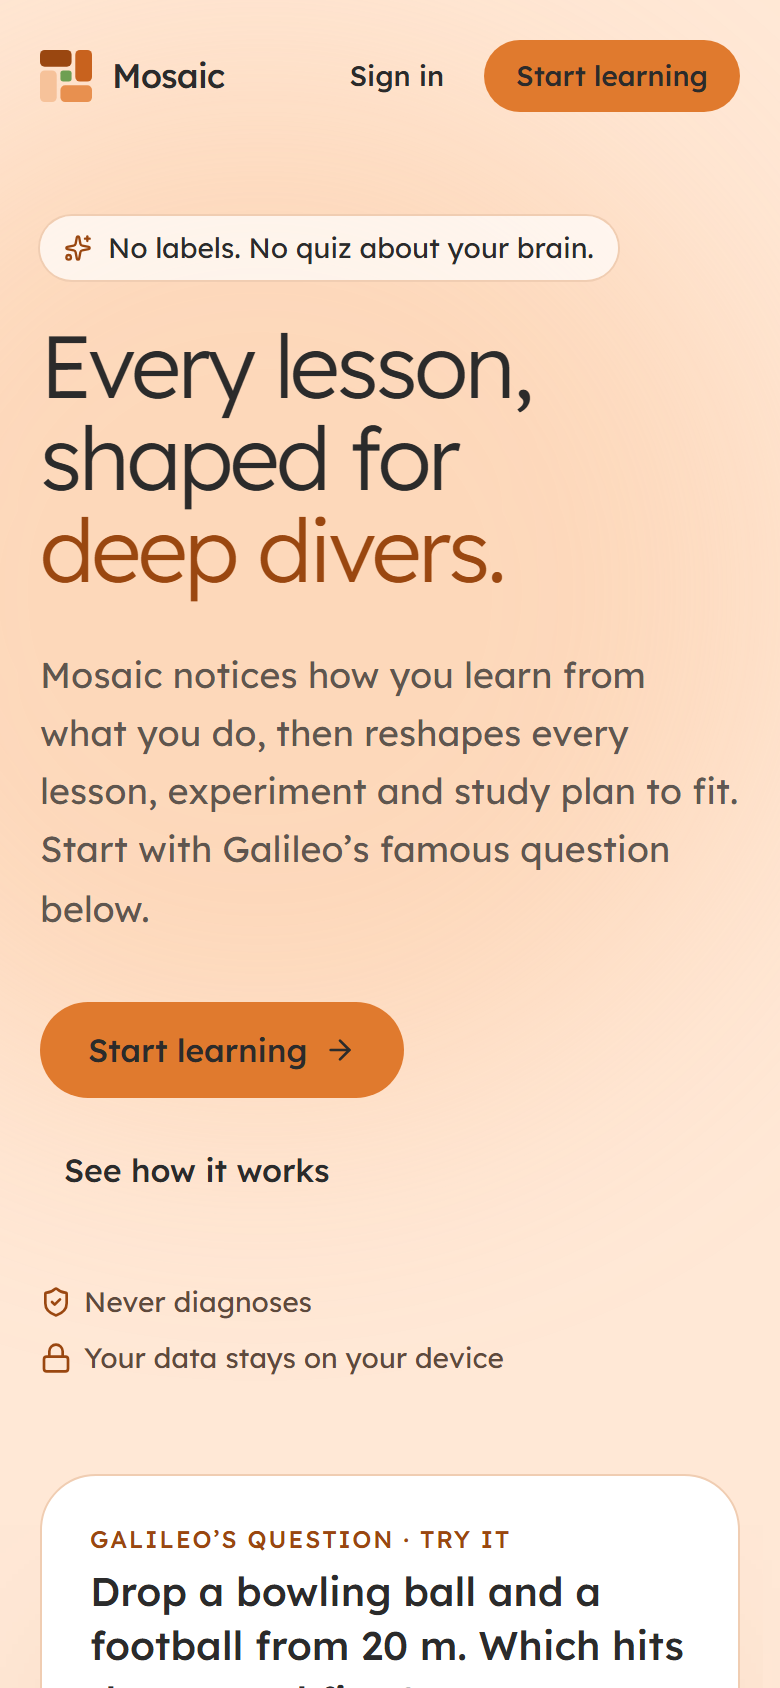 Mosaic
Sign in
Start learning
No labels. No quiz about your brain.
Every lesson,
shaped for
deep divers.
Mosaic notices how you learn from
what you do, then reshapes every
lesson, experiment and study plan to fit.
Start with Galileo’s famous question
below.
Start learning
See how it works
Never diagnoses
Your data stays on your device
GALILEO’S QUESTION · TRY IT
Drop a bowling ball and a
football from 20 m. Which hits